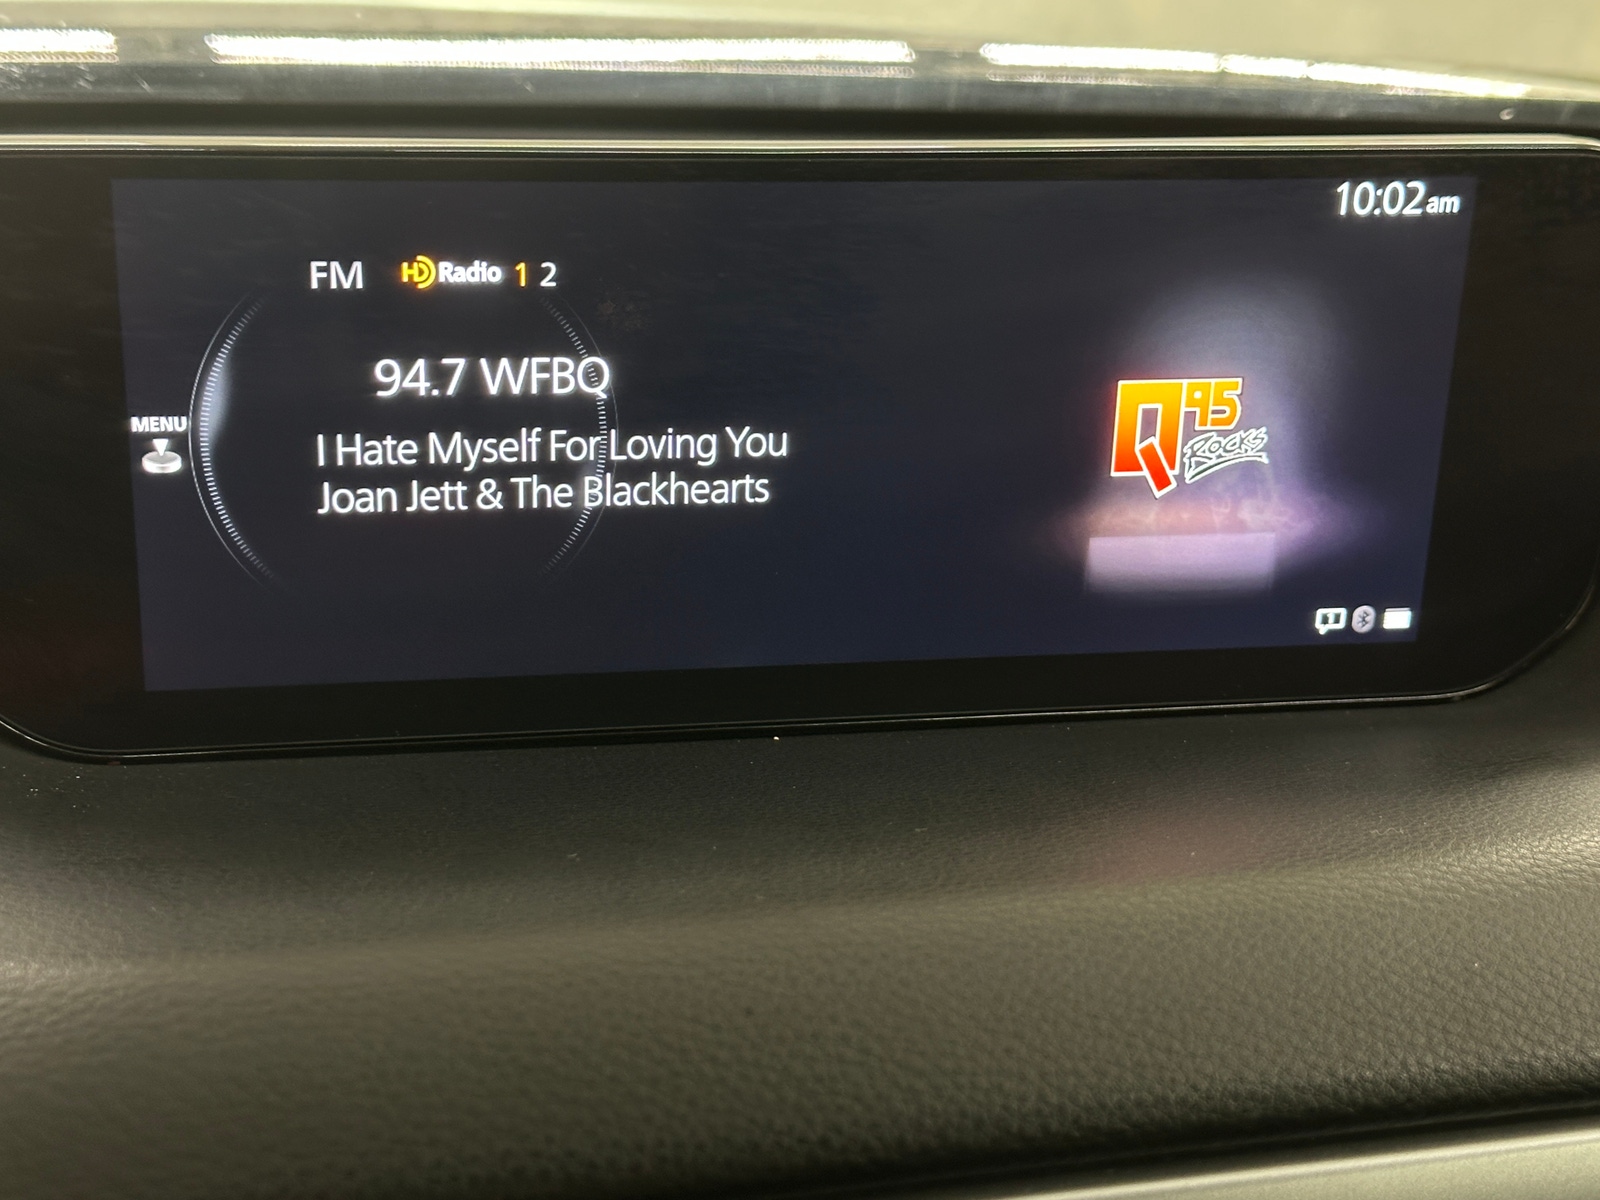 10:02am
FM HD Radio 1 2
94.7 WFBQ
MENU
I Hate Myself For Loving You
Joan Jett & The Blackhearts
Q95
ROCKS
1